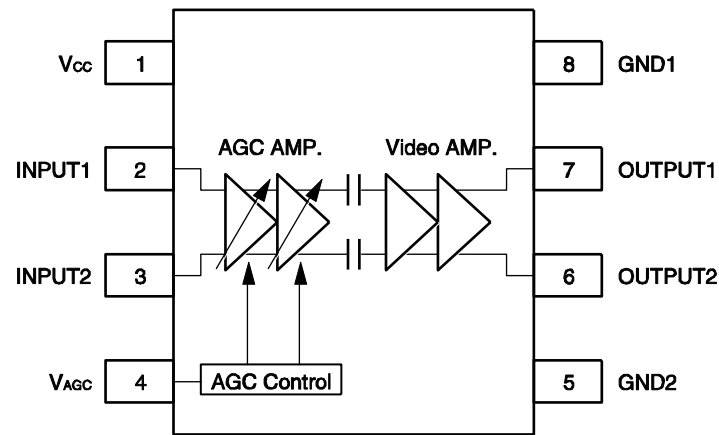 Vcc 1 8 GND1
AGC AMP. Video AMP.
INPUT1 2 7 OUTPUT1
INPUT2 3 6 OUTPUT2
VAGC 4 AGC Control 5 GND2